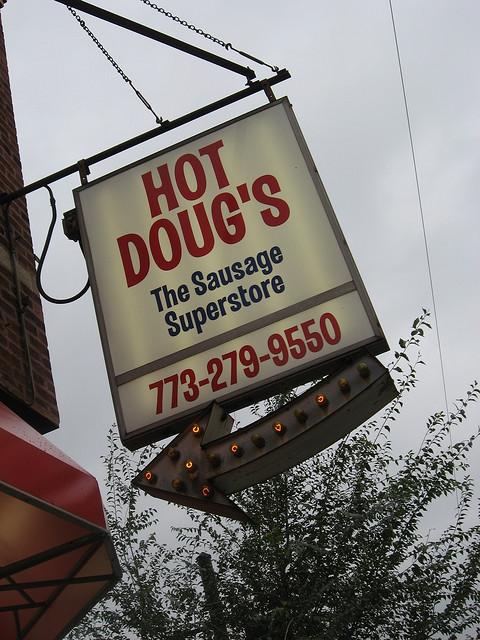 HOT
DOUG'S
The Sausage
Superstore
773-279-9550